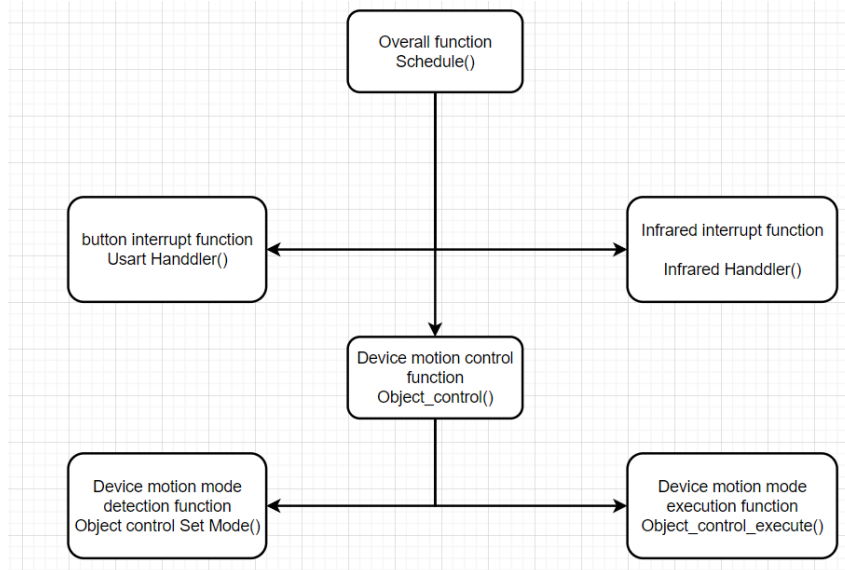 Overall function
Schedule()
button interrupt function
Usart Handdler()
Infrared interrupt function
Infrared Handdler()
Device motion control
function
Object_control()
Device motion mode
detection function
Object control Set Mode()
Device motion mode
execution function
Object_control_execute()